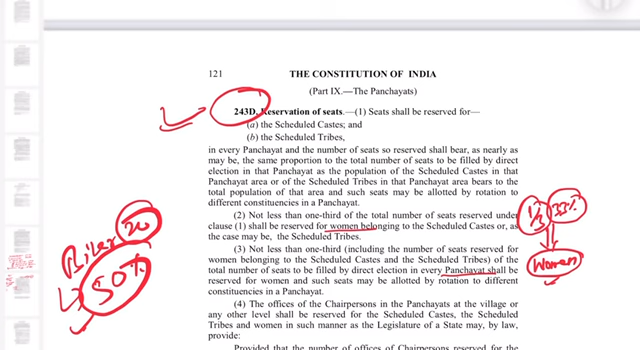 121 THE CONSTITUTION OF INDIA
(Part IX.—The Panchayats)
243D. Reservation of seats.—(1) Seats shall be reserved for—
(a) the Scheduled Castes; and
(b) the Scheduled Tribes,
in every Panchayat and the number of seats so reserved shall bear, as nearly as
may be, the same proportion to the total number of seats to be filled by direct
election in that Panchayat as the population of the Scheduled Castes in that
Panchayat area or of the Scheduled Tribes in that Panchayat area bears to the
total population of that area and such seats may be allotted by rotation to
different constituencies in a Panchayat.
(2) Not less than one-third of the total number of seats reserved under
clause (1) shall be reserved for women belonging to the Scheduled Castes or, as
the case may be, the Scheduled Tribes.
(3) Not less than one-third (including the number of seats reserved for
women belonging to the Scheduled Castes and the Scheduled Tribes) of the
total number of seats to be filled by direct election in every Panchayat shall be
reserved for women and such seats may be allotted by rotation to different
constituencies in a Panchayat.
(4) The offices of the Chairpersons in the Panchayats at the village or
any other level shall be reserved for the Scheduled Castes, the Scheduled
Tribes and women in such manner as the Legislature of a State may, by law,
provide:
Provided that the number of offices of Chairpersons reserved for the
1/3 33%
Women
20
50%